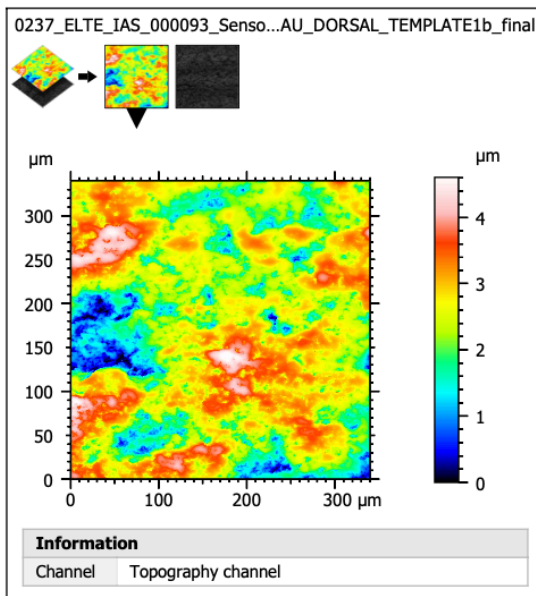 0237_ELTE_IAS_000093_Senso...AU_DORSAL_TEMPLATE1b_final
µm
µm
300
250
200
150
100
50
0
4
3
2
1
0
0 100 200 300 µm
Information
Channel Topography channel